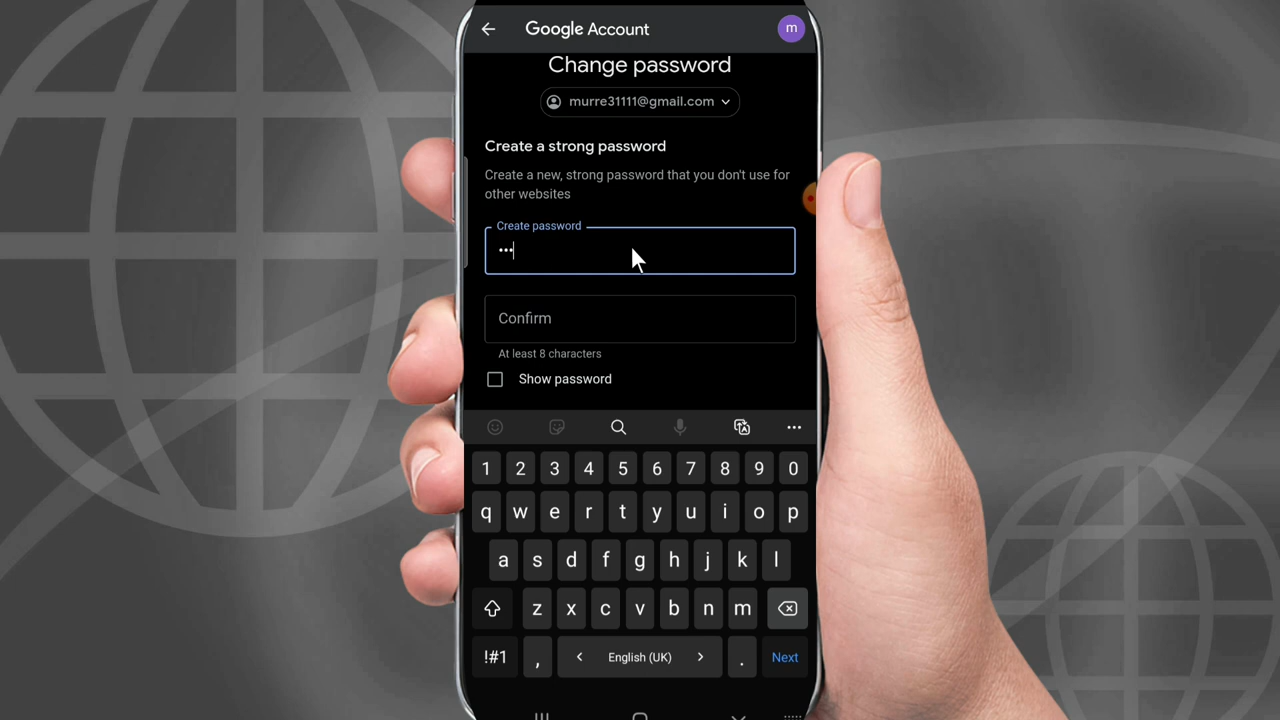 Google Account
m
Change password
murre31111@gmail.com
Create a strong password
Create a new, strong password that you don't use for
other websites
Create password
•••
Confirm
At least 8 characters
Show password
1 2 3 4 5 6 7 8 9 0
q w e r t y u i o p
a s d f g h j k l
z x c v b n m
!#1 , < English (UK) > . Next